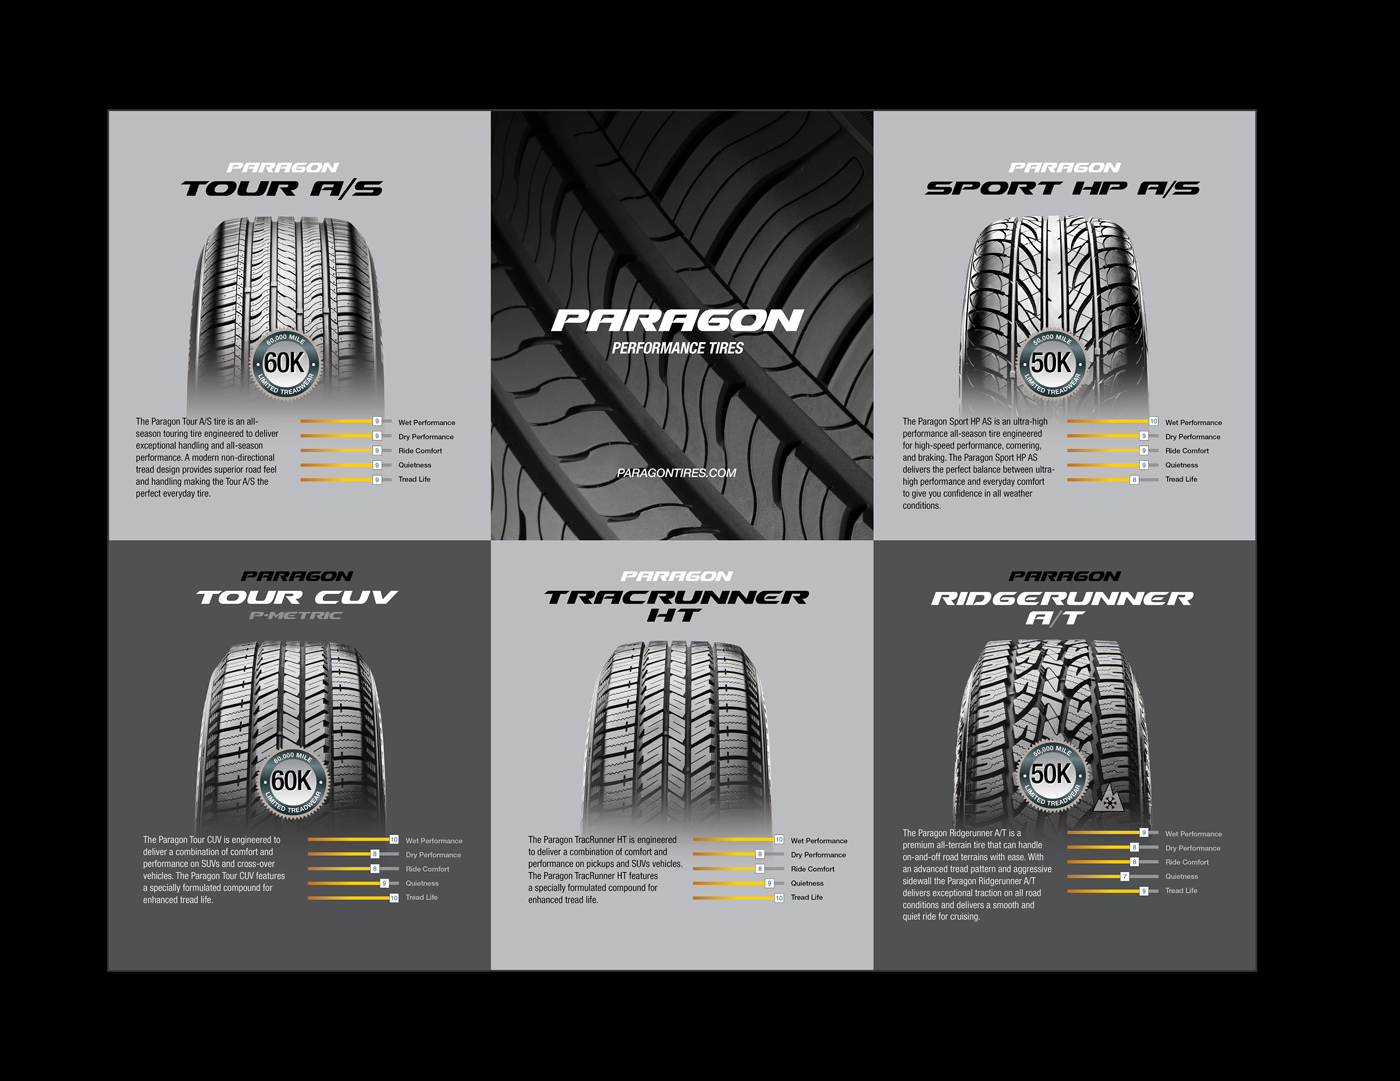 PARAGON
TOUR A/S
60,000 MILE
60K
LIMITED TREADWEAR
The Paragon Tour A/S tire is an all-
season touring tire engineered to deliver
exceptional handling and all-season
performance. A modern non-directional
tread design provides superior road feel
and handling making the Tour A/S the
perfect everyday tire.
9 Wet Performance
9 Dry Performance
9 Ride Comfort
9 Quietness
9 Tread Life
PARAGON
PERFORMANCE TIRES
PARAGONTIRES.COM
PARAGON
SPORT HP A/S
50,000 MILE
50K
LIMITED TREADWEAR
The Paragon Sport HP AS is an ultra-high
performance all-season tire engineered
for high-speed performance, cornering,
and braking. The Paragon Sport HP AS
delivers the perfect balance between ultra-
high performance and everyday comfort
to give you confidence in all weather
conditions.
10 Wet Performance
9 Dry Performance
9 Ride Comfort
9 Quietness
8 Tread Life
PARAGON
TOUR CUV
P-METRIC
60,000 MILE
60K
LIMITED TREADWEAR
The Paragon Tour CUV is engineered to
deliver a combination of comfort and
performance on SUVs and cross-over
vehicles. The Paragon Tour CUV features
a specially formulated compound for
enhanced tread life.
10 Wet Performance
8 Dry Performance
8 Ride Comfort
9 Quietness
10 Tread Life
PARAGON
TRACRUNNER
HT
The Paragon TracRunner HT is engineered
to deliver a combination of comfort and
performance on pickups and SUVs vehicles.
The Paragon TracRunner HT features
a specially formulated compound for
enhanced tread life.
10 Wet Performance
8 Dry Performance
8 Ride Comfort
9 Quietness
10 Tread Life
PARAGON
RIDGERUNNER
A/T
50,000 MILE
50K
LIMITED TREADWEAR
The Paragon Ridgerunner A/T is a
premium all-terrain tire that can handle
on-and-off road terrains with ease. With
an advanced tread pattern and aggressive
sidewall the Paragon Ridgerunner A/T
delivers exceptional traction on all road
conditions and delivers a smooth and
quiet ride for cruising.
9 Wet Performance
8 Dry Performance
8 Ride Comfort
7 Quietness
9 Tread Life